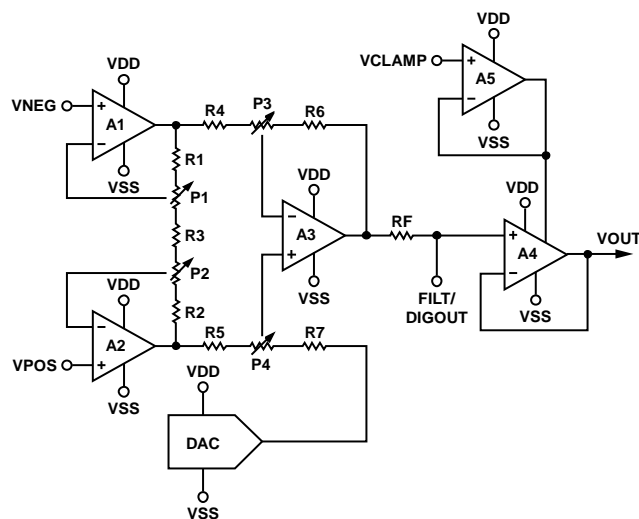 VDD
VDD
VCLAMP
+
A5
−
VSS
VNEG
+
A1
−
VSS
R4
P3
R6
R1
P1
R3
P2
R2
VDD
−
A3
+
VSS
RF
FILT/
DIGOUT
VDD
+
A4
−
VSS
VOUT
VDD
−
A2
VPOS
+
VSS
R5
P4
R7
VDD
DAC
VSS